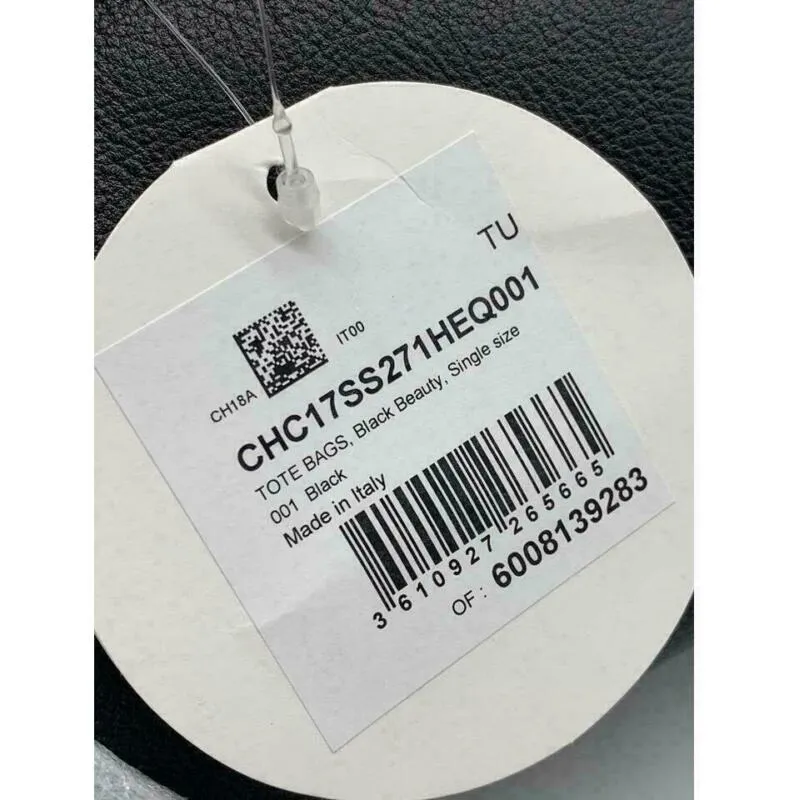 TU
IT00
CH18A
CHC17SS271HEQ001
TOTE BAGS, Black Beauty, Single size
001 Black
Made in Italy
3 610927 265665
OF : 6008139283